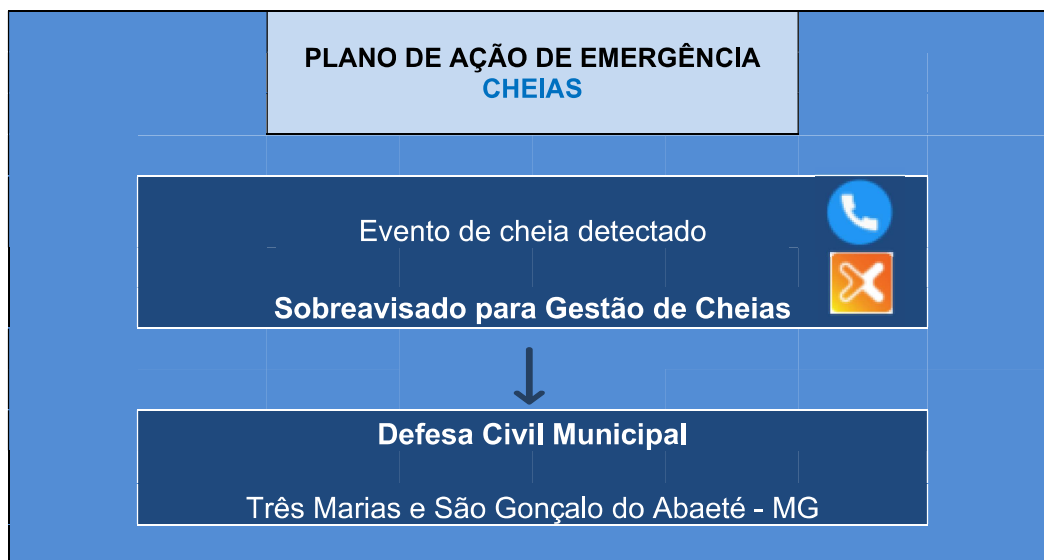 PLANO DE AÇÃO DE EMERGÊNCIA
CHEIAS
Evento de cheia detectado
Sobreavisado para Gestão de Cheias
Defesa Civil Municipal
Três Marias e São Gonçalo do Abaeté - MG